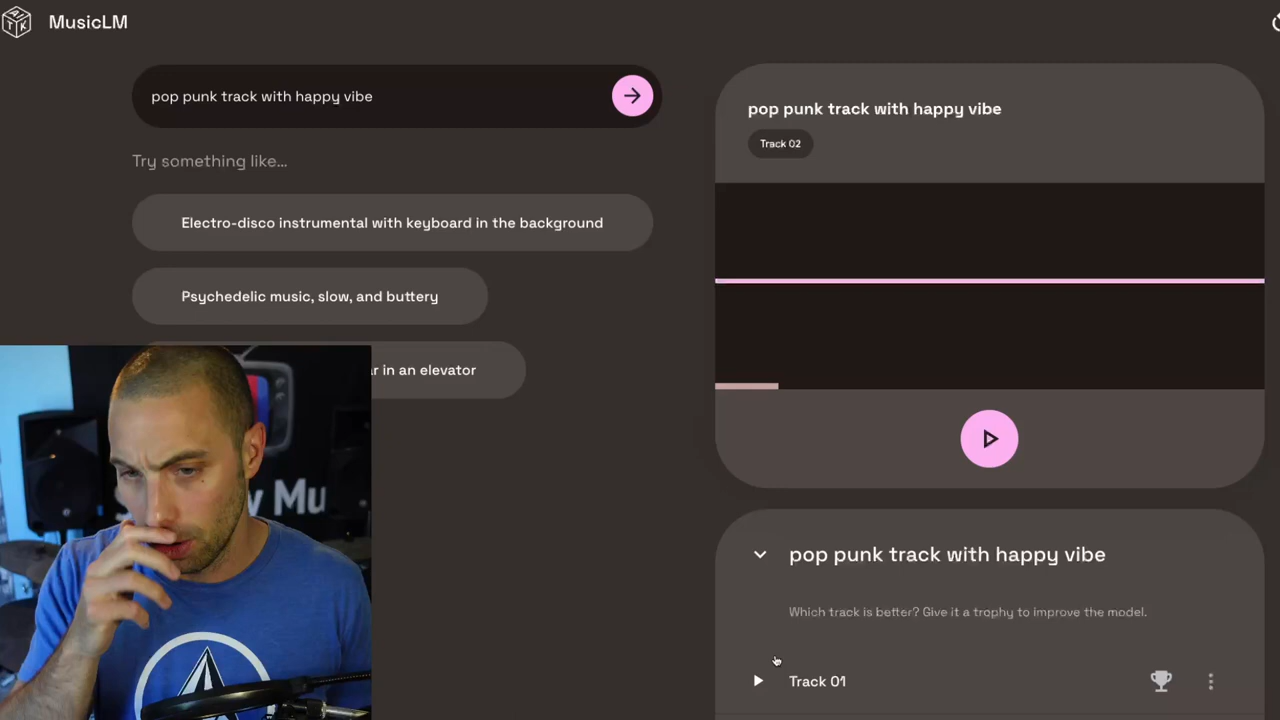 MusicLM
pop punk track with happy vibe
Try something like...
Electro-disco instrumental with keyboard in the background
Psychedelic music, slow, and buttery
in an elevator
pop punk track with happy vibe
Track 02
pop punk track with happy vibe
Which track is better? Give it a trophy to improve the model.
Track 01